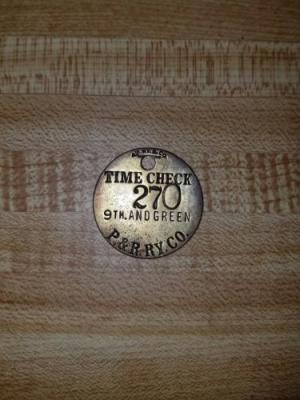 TIME CHECK
270
9TH. AND GREEN
P.&R.RY.CO.